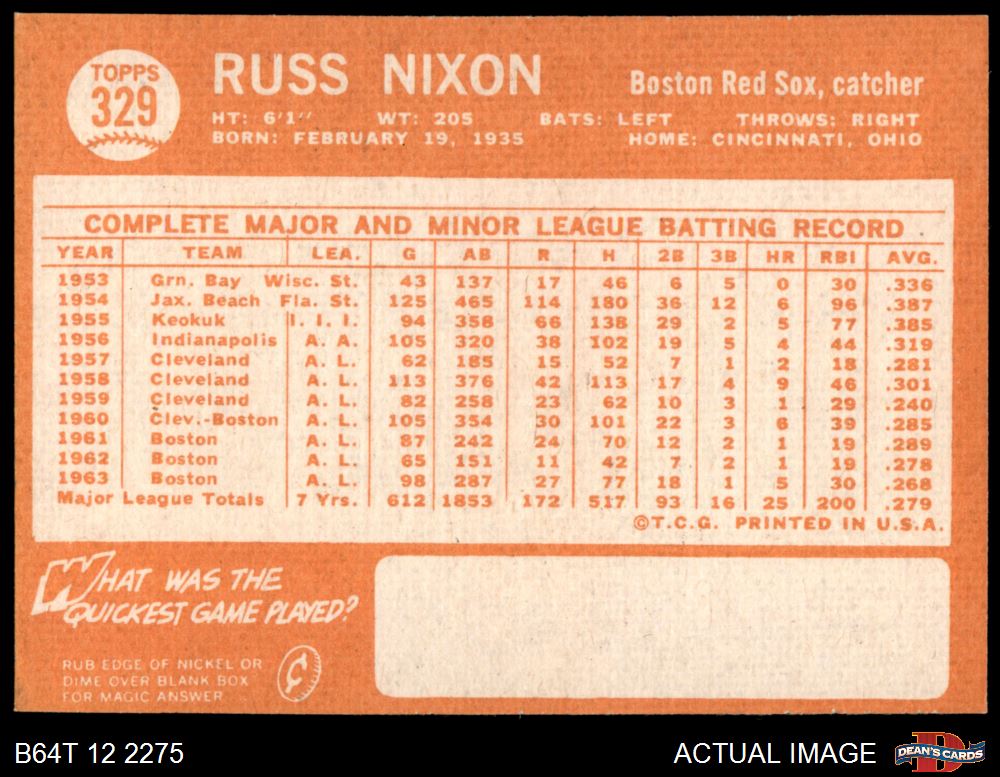 TOPPS
329
RUSS NIXON Boston Red Sox, catcher
HT: 6'1" WT: 205 BATS: LEFT THROWS: RIGHT
BORN: FEBRUARY 19, 1935 HOME: CINCINNATI, OHIO
COMPLETE MAJOR AND MINOR LEAGUE BATTING RECORD
YEAR TEAM LEA. G AB R H 2B 3B HR RBI AVG.
1953 Grn. Bay Wisc. St. 43 137 17 46 6 5 0 30 .336
1954 Jax. Beach Fla. St. 125 465 114 180 36 12 6 96 .387
1955 Keokuk I. I. I. 94 358 66 138 29 2 5 77 .385
1956 Indianapolis A. A. 105 320 38 102 19 5 4 44 .319
1957 Cleveland A. L. 62 185 15 52 7 1 2 18 .281
1958 Cleveland A. L. 113 376 42 113 17 4 9 46 .301
1959 Cleveland A. L. 82 258 23 62 10 3 1 29 .240
1960 Clev.-Boston A. L. 105 354 30 101 22 3 6 39 .285
1961 Boston A. L. 87 242 24 70 12 2 1 19 .289
1962 Boston A. L. 65 151 11 42 7 2 1 19 .278
1963 Boston A. L. 98 287 27 77 18 1 5 30 .268
Major League Totals 7 Yrs. 612 1853 172 517 93 16 25 200 .279
©T.C.G. PRINTED IN U.S.A.
WHAT WAS THE
QUICKEST GAME PLAYED?
RUB EDGE OF NICKEL OR
DIME OVER BLANK BOX
FOR MAGIC ANSWER
¢
B64T 12 2275 ACTUAL IMAGE
D
DEAN'S CARDS